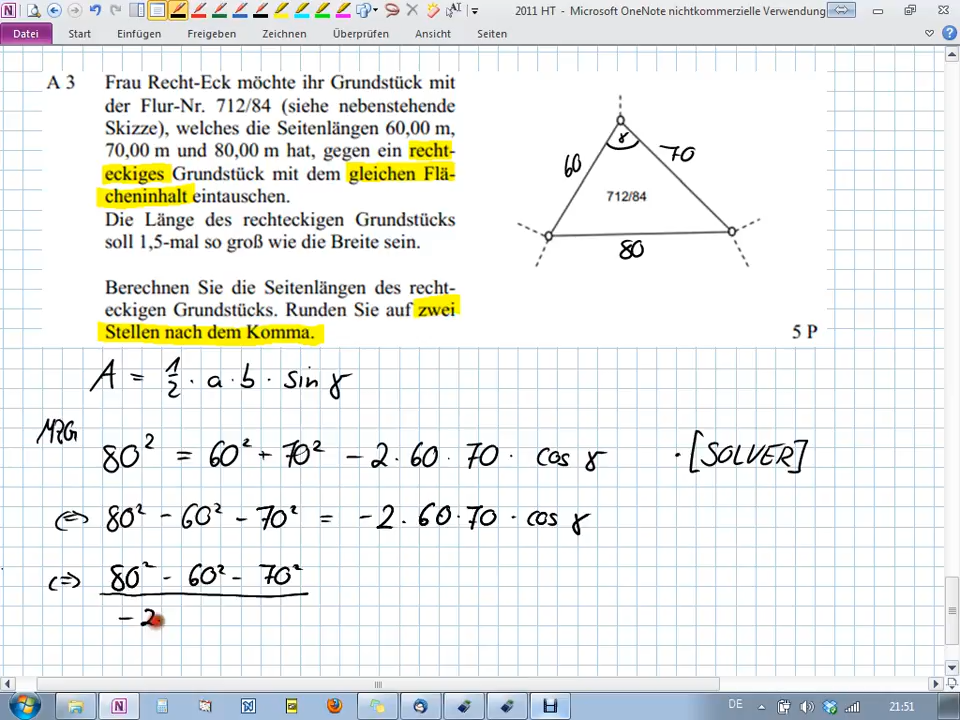 2011 HT - Microsoft OneNote nichtkommerzielle Verwendung
Datei Start Einfügen Freigeben Zeichnen Überprüfen Ansicht Seiten
A 3 Frau Recht-Eck möchte ihr Grundstück mit
der Flur-Nr. 712/84 (siehe nebenstehende
Skizze), welches die Seitenlängen 60,00 m,
70,00 m und 80,00 m hat, gegen ein recht-
eckiges Grundstück mit dem gleichen Flä-
cheninhalt eintauschen.
Die Länge des rechteckigen Grundstücks
soll 1,5-mal so groß wie die Breite sein.
Berechnen Sie die Seitenlängen des recht-
eckigen Grundstücks. Runden Sie auf zwei
Stellen nach dem Komma.
5 P
γ
60
70
712/84
80
A = 1/2 · a · b · sin γ
80² = 60² + 70² - 2 · 60 · 70 · cos γ · [SOLVER]
⇔ 80² - 60² - 70² = -2 · 60 · 70 · cos γ
⇔ 80² - 60² - 70²
- 2
DE 21:51